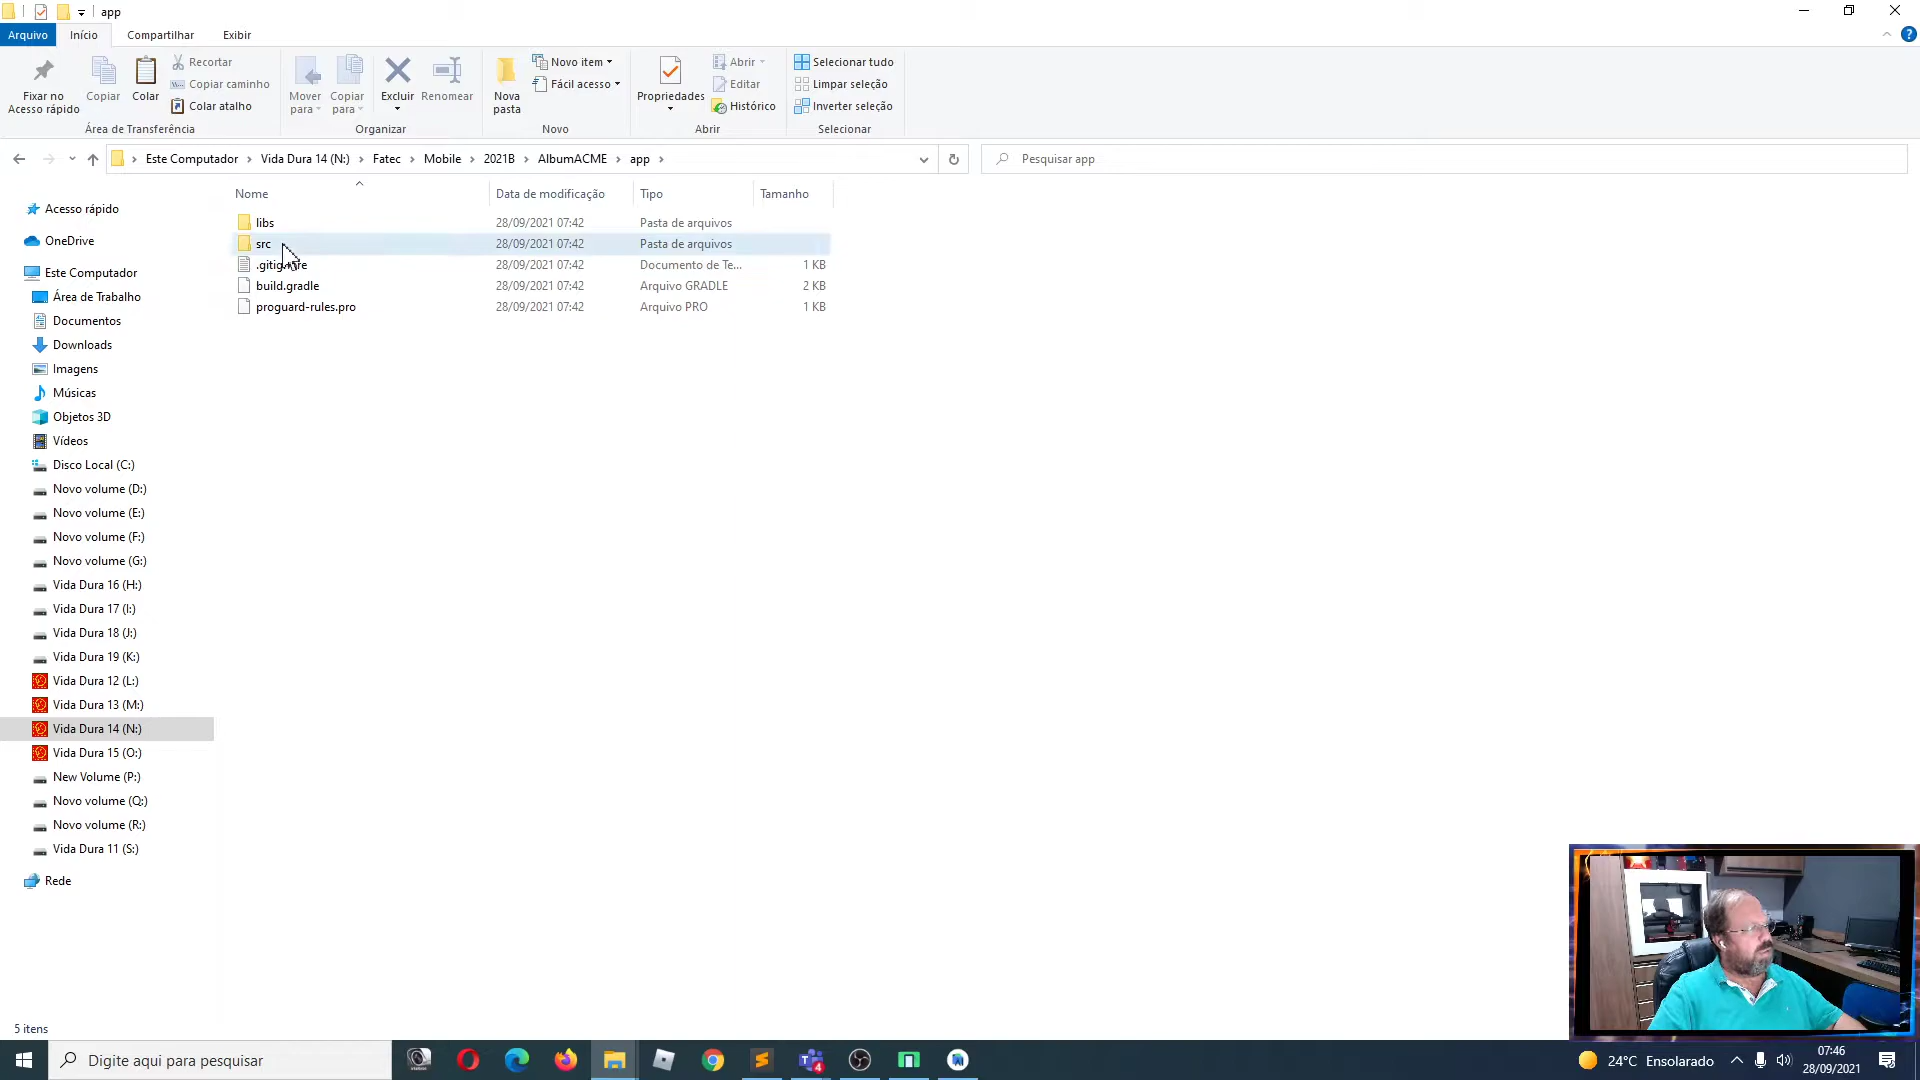 app
Arquivo Início Compartilhar Exibir
Fixar no
Acesso rápido
Copiar
Colar
Recortar
Copiar caminho
Colar atalho
Área de Transferência
Mover
para
Copiar
para
Excluir
Renomear
Organizar
Nova
pasta
Novo item
Fácil acesso
Novo
Propriedades
Abrir
Editar
Histórico
Abrir
Selecionar tudo
Limpar seleção
Inverter seleção
Selecionar
Este Computador Vida Dura 14 (N:) Fatec Mobile 2021B AlbumACME app
Pesquisar app
Nome Data de modificação Tipo Tamanho
libs 28/09/2021 07:42 Pasta de arquivos
src 28/09/2021 07:42 Pasta de arquivos
28/09/2021 07:42 Documento de Te... 1 KB
build.gradle 28/09/2021 07:42 Arquivo GRADLE 2 KB
proguard-rules.pro 28/09/2021 07:42 Arquivo PRO 1 KB
Acesso rápido
OneDrive
Este Computador
Área de Trabalho
Documentos
Downloads
Imagens
Músicas
Objetos 3D
Vídeos
Disco Local (C:)
Novo volume (D:)
Novo volume (E:)
Novo volume (F:)
Novo volume (G:)
Vida Dura 16 (H:)
Vida Dura 17 (I:)
Vida Dura 18 (J:)
Vida Dura 19 (K:)
Vida Dura 12 (L:)
Vida Dura 13 (M:)
Vida Dura 14 (N:)
Vida Dura 15 (O:)
New Volume (P:)
Novo volume (Q:)
Novo volume (R:)
Vida Dura 11 (S:)
Rede
5 itens
Digite aqui para pesquisar
4
24°C Ensolarado
07:46
28/09/2021